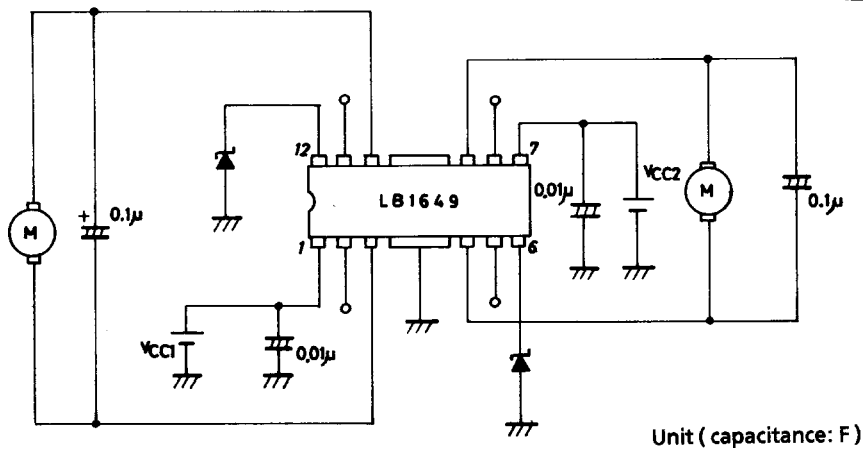 12
7
VCC2
+
0.1μ
M
LB1649
0.01μ
M
0.1μ
1
6
VCC1
0.01μ
Unit ( capacitance: F )